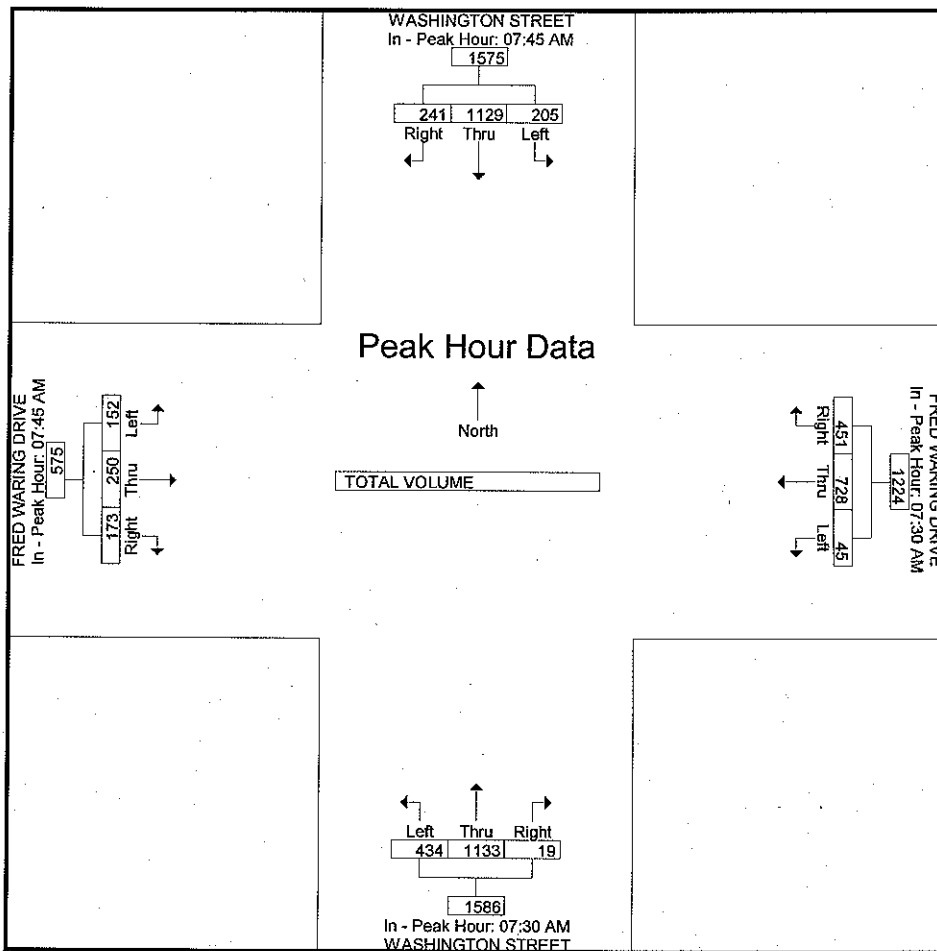 WASHINGTON STREET
In - Peak Hour: 07:45 AM
1575
241 1129 205
Right Thru Left
Peak Hour Data
North
TOTAL VOLUME
FRED WARING DRIVE
In - Peak Hour: 07:45 AM
575
152 250 173
Left Thru Right
FRED WARING DRIVE
In - Peak Hour: 07:30 AM
1224
451 728 45
Right Thru Left
Left Thru Right
434 1133 19
1586
In - Peak Hour: 07:30 AM
WASHINGTON STREET